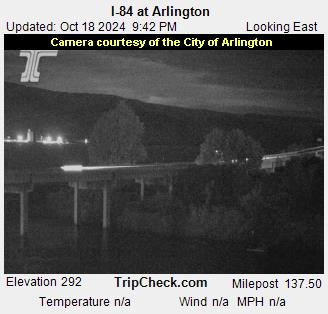 I-84 at Arlington
Updated: Oct 18 2024 9:42 PM Looking East
Camera courtesy of the City of Arlington
Elevation 292 TripCheck.com Milepost 137.50
Temperature n/a Wind n/a MPH n/a